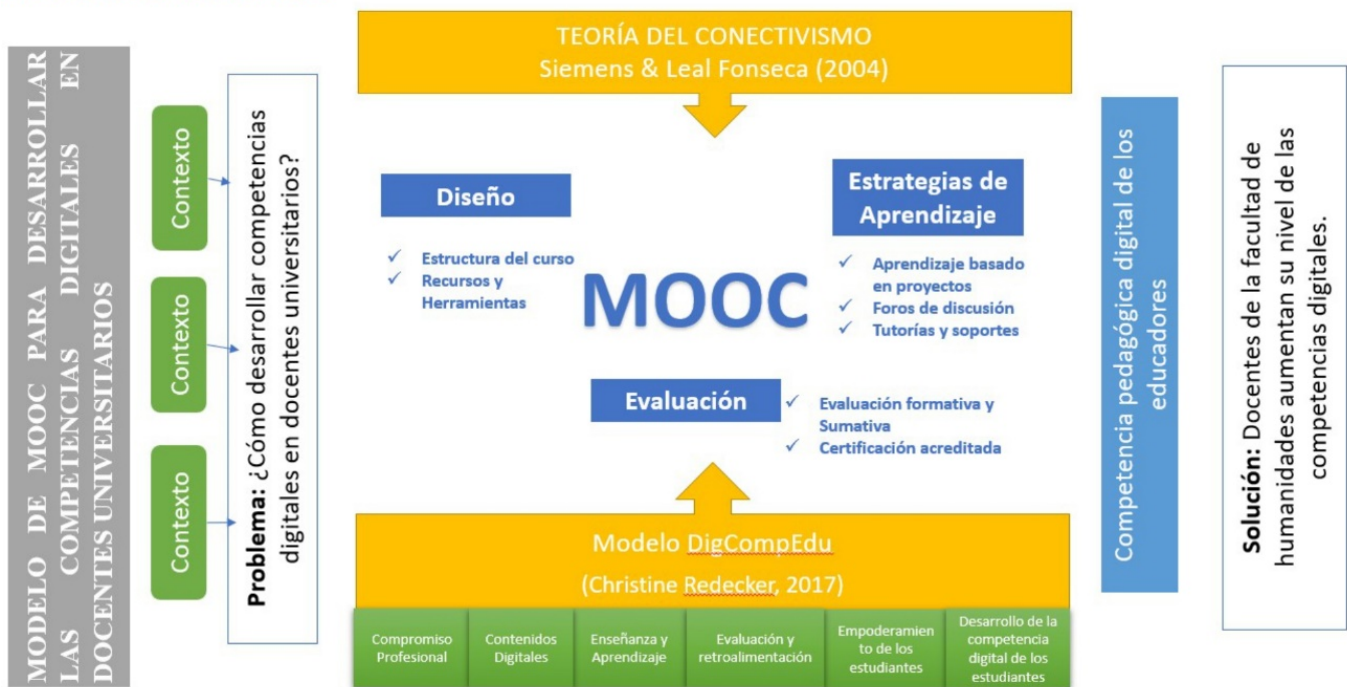 MODELO DE MOOC PARA DESARROLLAR
LAS COMPETENCIAS DIGITALES EN
DOCENTES UNIVERSITARIOS
Contexto
Contexto
Contexto
Problema: ¿Cómo desarrollar competencias
digitales en docentes universitarios?
TEORÍA DEL CONECTIVISMO
Siemens & Leal Fonseca (2004)
Diseño
✓ Estructura del curso
✓ Recursos y
Herramientas
MOOC
Estrategias de
Aprendizaje
✓ Aprendizaje basado
en proyectos
✓ Foros de discusión
✓ Tutorías y soportes
Evaluación
✓ Evaluación formativa y
Sumativa
✓ Certificación acreditada
Modelo DigCompEdu
(Christine Redecker, 2017)
Compromiso
Profesional
Contenidos
Digitales
Enseñanza y
Aprendizaje
Evaluación y
retroalimentación
Empoderamien
to de los
estudiantes
Desarrollo de la
competencia
digital de los
estudiantes
Competencia pedagógica digital de los
educadores
Solución: Docentes de la facultad de
humanidades aumentan su nivel de las
competencias digitales.